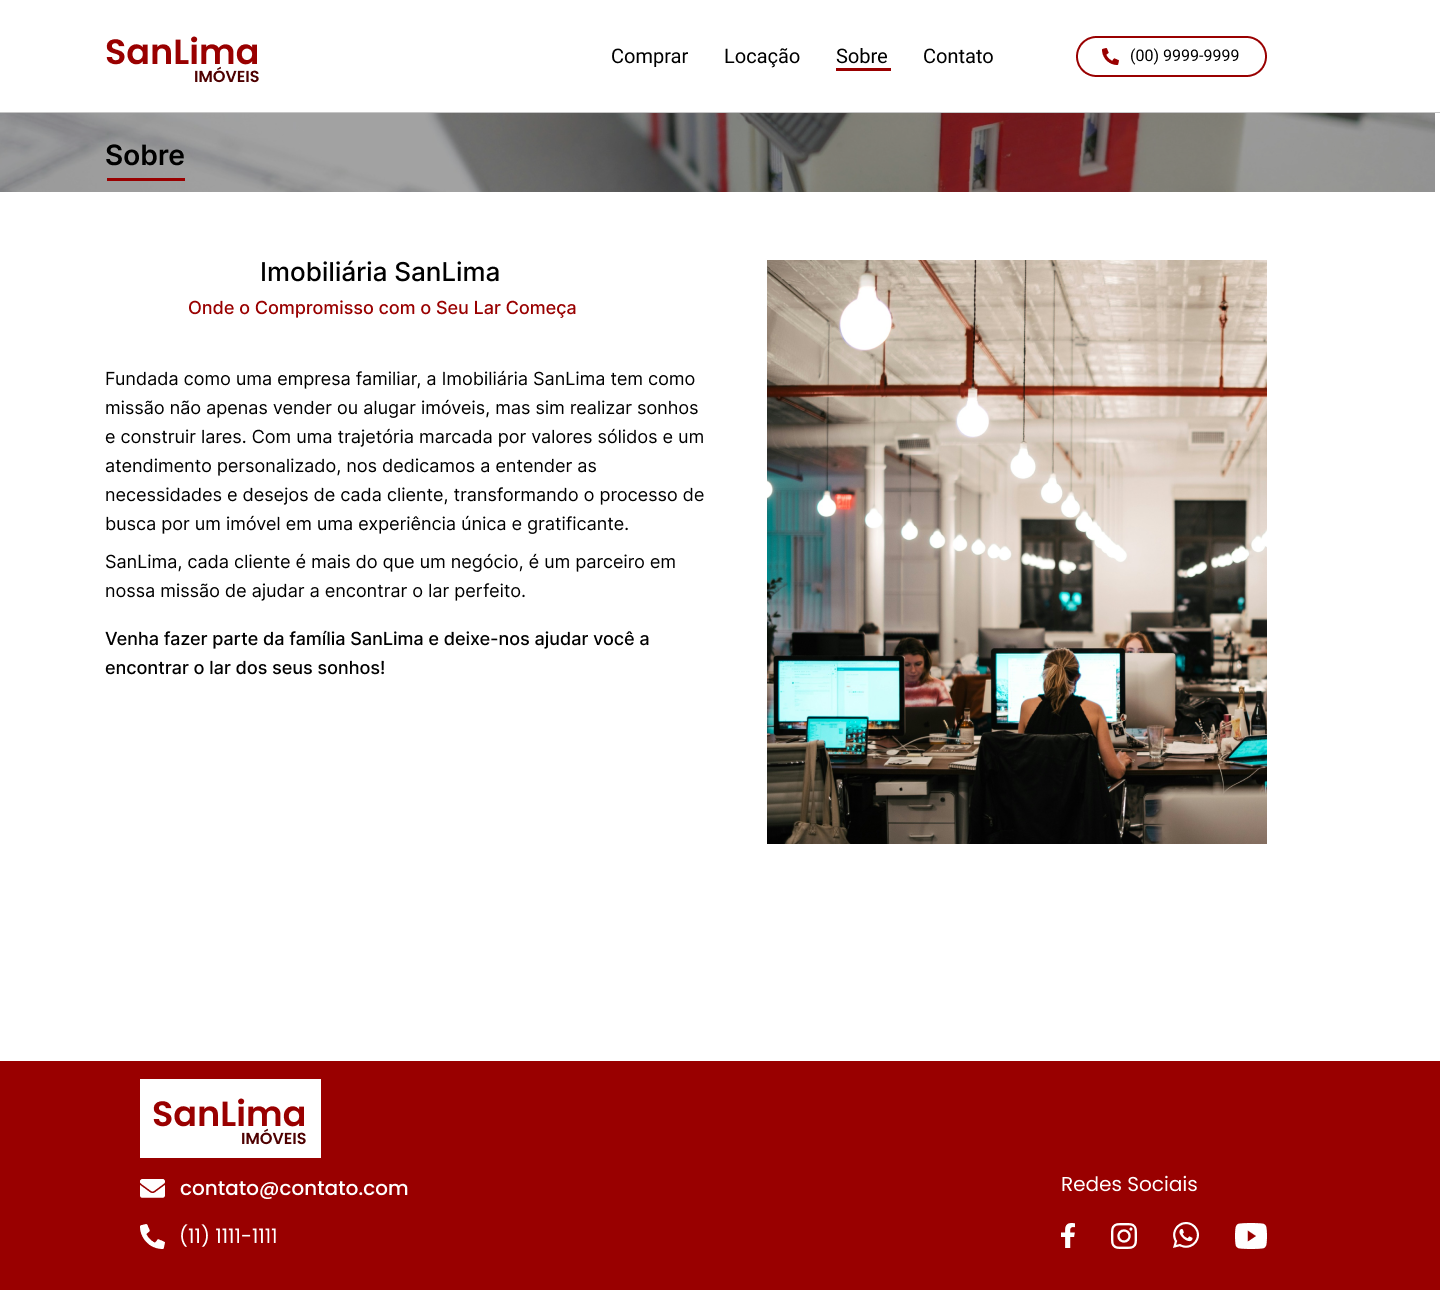 SanLima
IMÓVEIS
Comprar Locação Sobre Contato
(00) 9999-9999
Sobre
Imobiliária SanLima
Onde o Compromisso com o Seu Lar Começa
Fundada como uma empresa familiar, a Imobiliária SanLima tem como
missão não apenas vender ou alugar imóveis, mas sim realizar sonhos
e construir lares. Com uma trajetória marcada por valores sólidos e um
atendimento personalizado, nos dedicamos a entender as
necessidades e desejos de cada cliente, transformando o processo de
busca por um imóvel em uma experiência única e gratificante.
SanLima, cada cliente é mais do que um negócio, é um parceiro em
nossa missão de ajudar a encontrar o lar perfeito.
Venha fazer parte da família SanLima e deixe-nos ajudar você a
encontrar o lar dos seus sonhos!
SanLima
IMÓVEIS
contato@contato.com
(11) 1111-1111
Redes Sociais